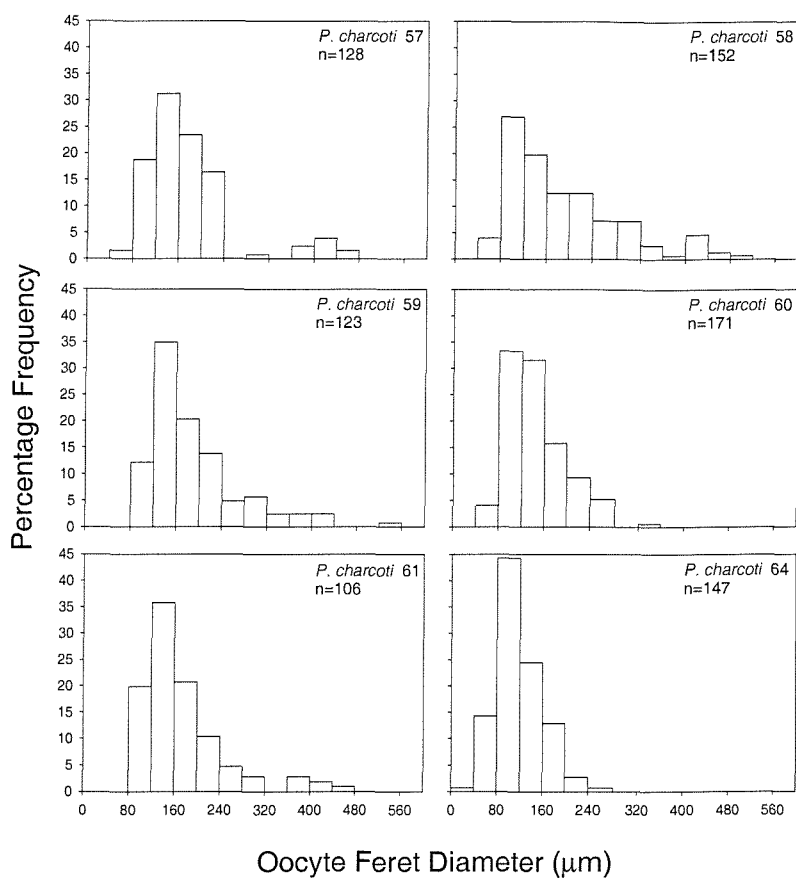 45
40
35
30
25
20
15
10
5
0
P. charcoti 57
n=128
P. charcoti 58
n=152
45
40
35
30
25
20
15
10
5
0
P. charcoti 59
n=123
P. charcoti 60
n=171
Percentage Frequency
45
40
35
30
25
20
15
10
5
0
P. charcoti 61
n=106
P. charcoti 64
n=147
0 80 160 240 320 400 480 560
0 80 160 240 320 400 480 560
Oocyte Feret Diameter (μm)